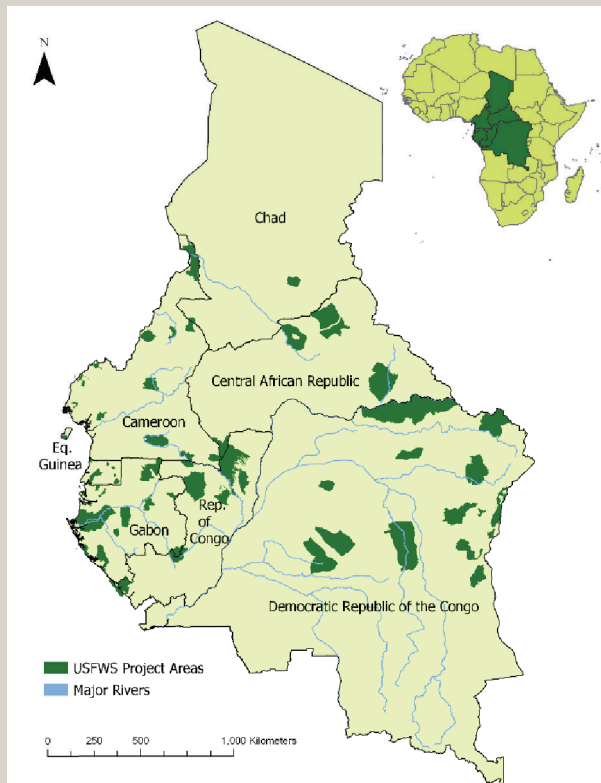 N
Chad
Central African Republic
Cameroon
Eq.
Guinea
Rep.
of
Congo
Gabon
Democratic Republic of the Congo
USFWS Project Areas
Major Rivers
0 250 500 1,000 Kilometers